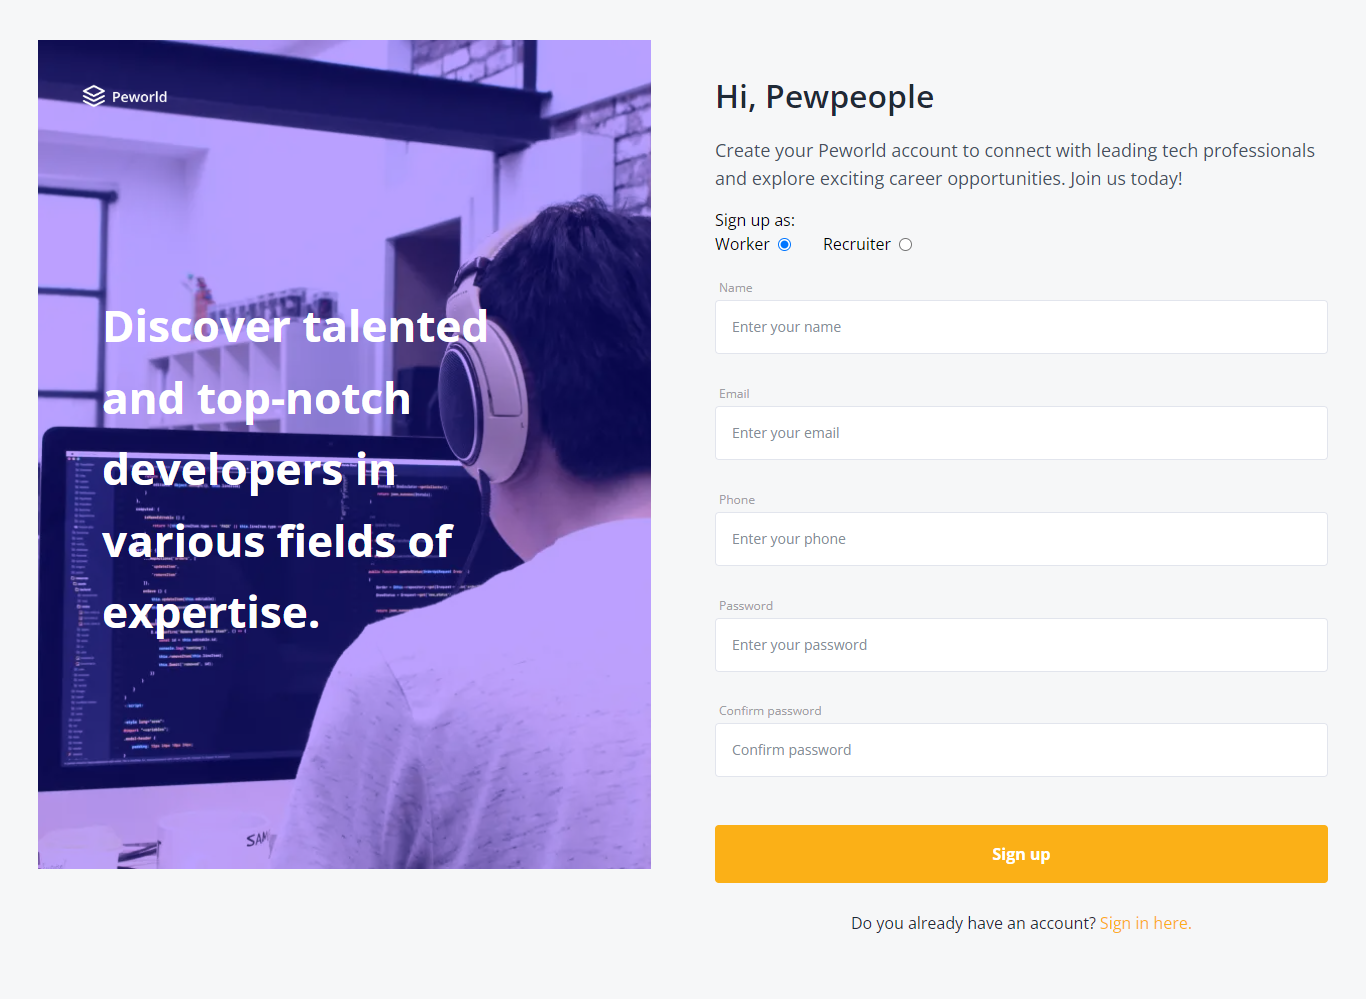 Peworld
Discover talented
and top-notch
developers in
various fields of
expertise.
Hi, Pewpeople
Create your Peworld account to connect with leading tech professionals
and explore exciting career opportunities. Join us today!
Sign up as:
Worker Recruiter
Name
Enter your name
Email
Enter your email
Phone
Enter your phone
Password
Enter your password
Confirm password
Confirm password
Sign up
Do you already have an account? Sign in here.